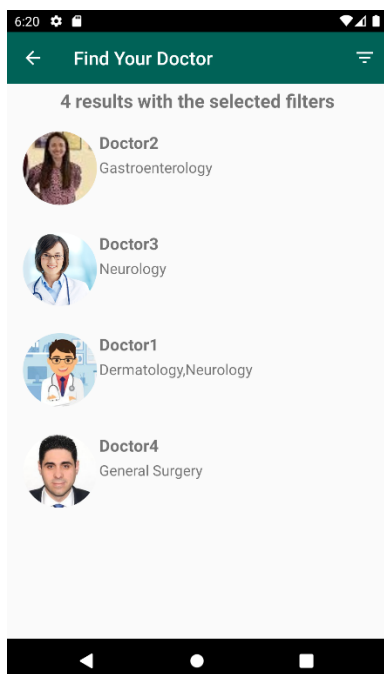 6:20
Find Your Doctor
4 results with the selected filters
Doctor2
Gastroenterology
Doctor3
Neurology
Doctor1
Dermatology,Neurology
Doctor4
General Surgery